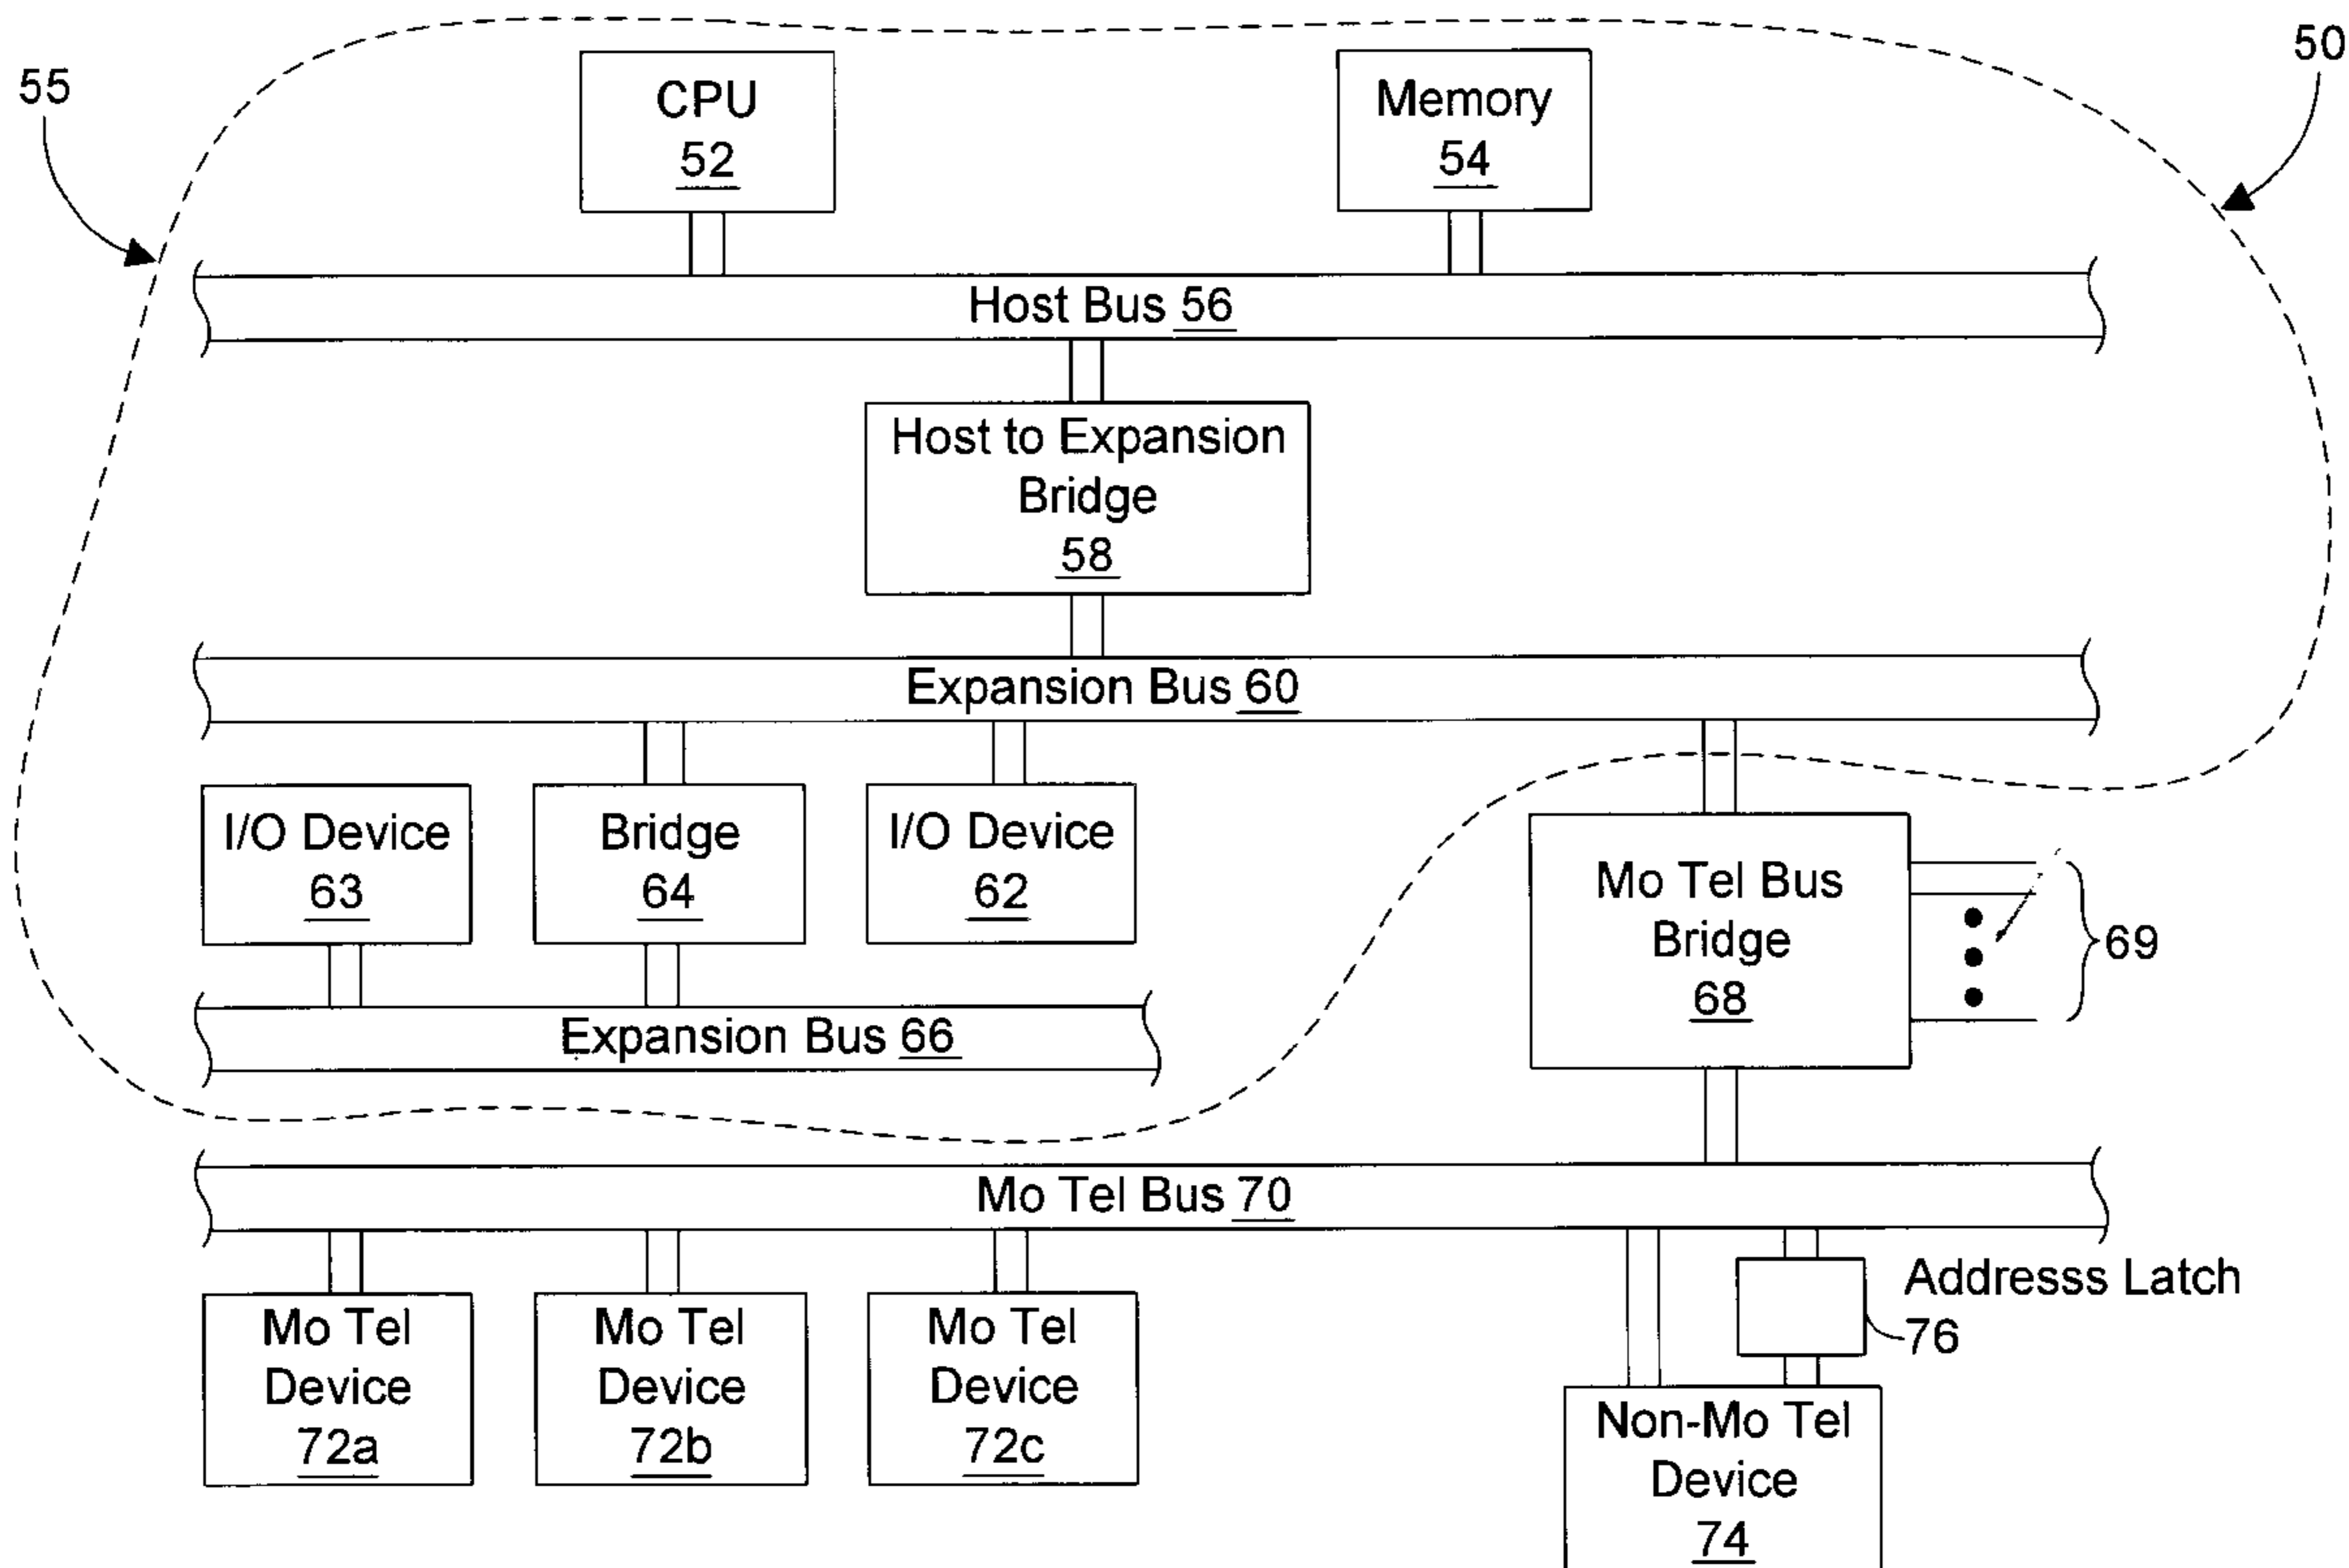 50
55
CPU
52
Memory
54
Host Bus 56
Host to Expansion
Bridge
58
Expansion Bus 60
I/O Device
63
Bridge
64
I/O Device
62
Mo Tel Bus
Bridge
68
69
Expansion Bus 66
Mo Tel Bus 70
Addresss Latch
76
Mo Tel
Device
72a
Mo Tel
Device
72b
Mo Tel
Device
72c
Non-Mo Tel
Device
74